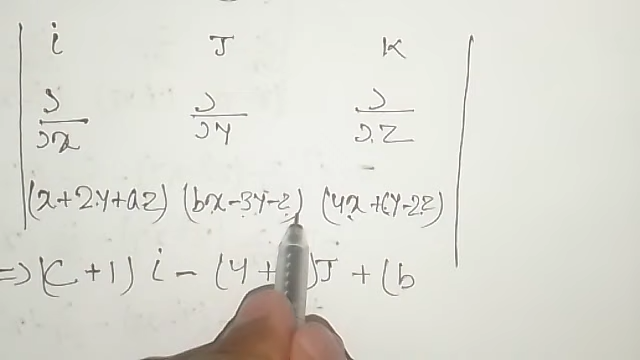 i J K
∂/∂x ∂/∂y ∂/∂z
(x+2y+az) (bx-3y-z) (4x+cy-2z)
=> (C+1) i - (4+ )J + (b